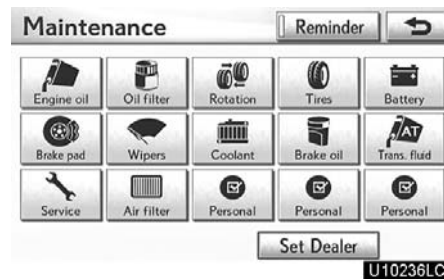 Maintenance Reminder
Engine oil Oil filter Rotation Tires Battery
Brake pad Wipers Coolant Brake oil Trans. fluid
AT
Service Air filter Personal Personal Personal
Set Dealer
U10236LC